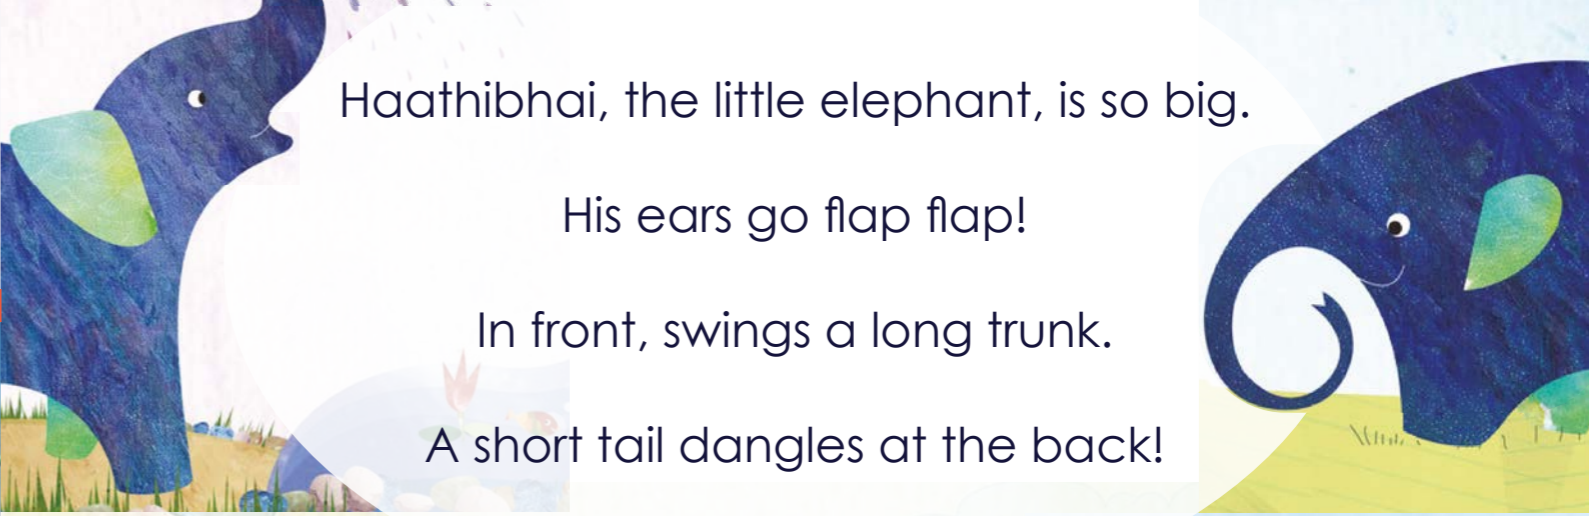 Haathibhai, the little elephant, is so big.
His ears go flap flap!
In front, swings a long trunk.
A short tail dangles at the back!